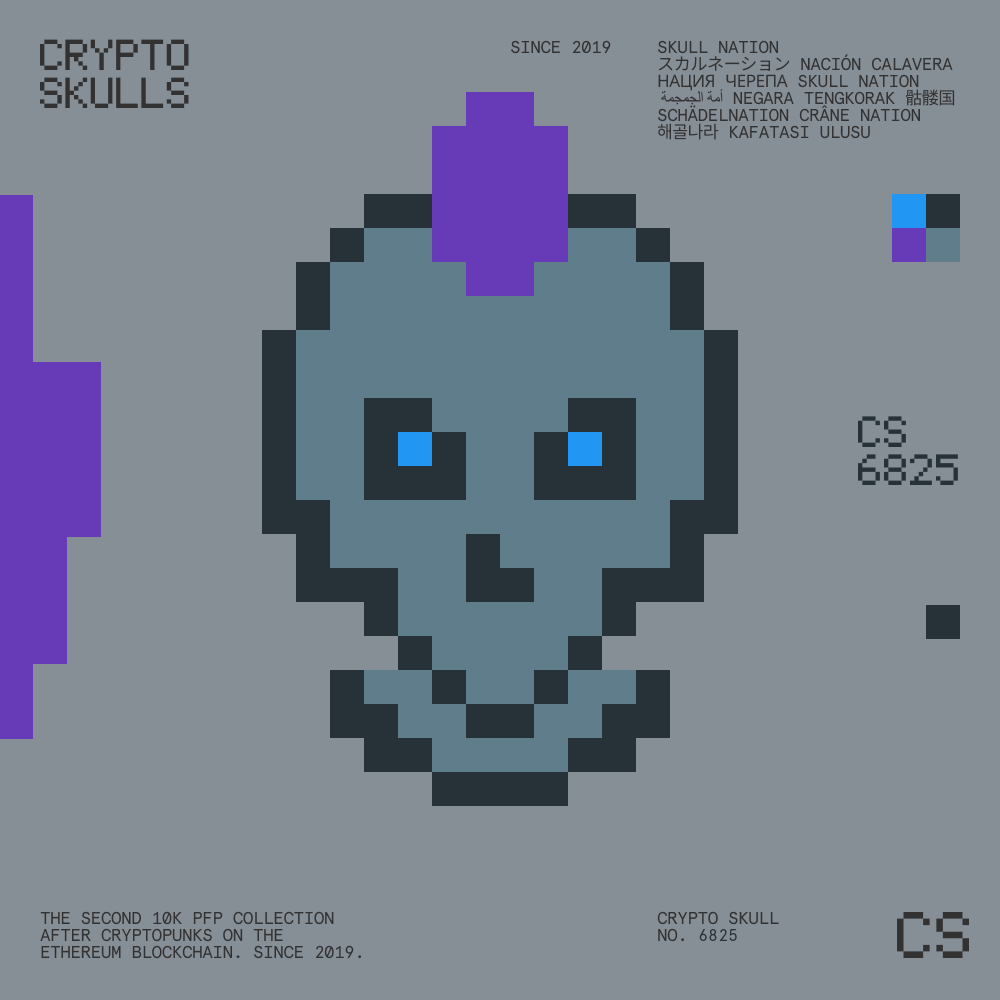 CRYPTO
SKULLS
SINCE 2019
SKULL NATION
スカルネーション NACIÓN CALAVERA
НАЦИЯ ЧЕРЕПА SKULL NATION
أمة الجمجمة NEGARA TENGKORAK 骷髅国
SCHÄDELNATION CRÂNE NATION
해골나라 KAFATASI ULUSU
CS
6825
THE SECOND 10K PFP COLLECTION
AFTER CRYPTOPUNKS ON THE
ETHEREUM BLOCKCHAIN. SINCE 2019.
CRYPTO SKULL
NO. 6825
CS